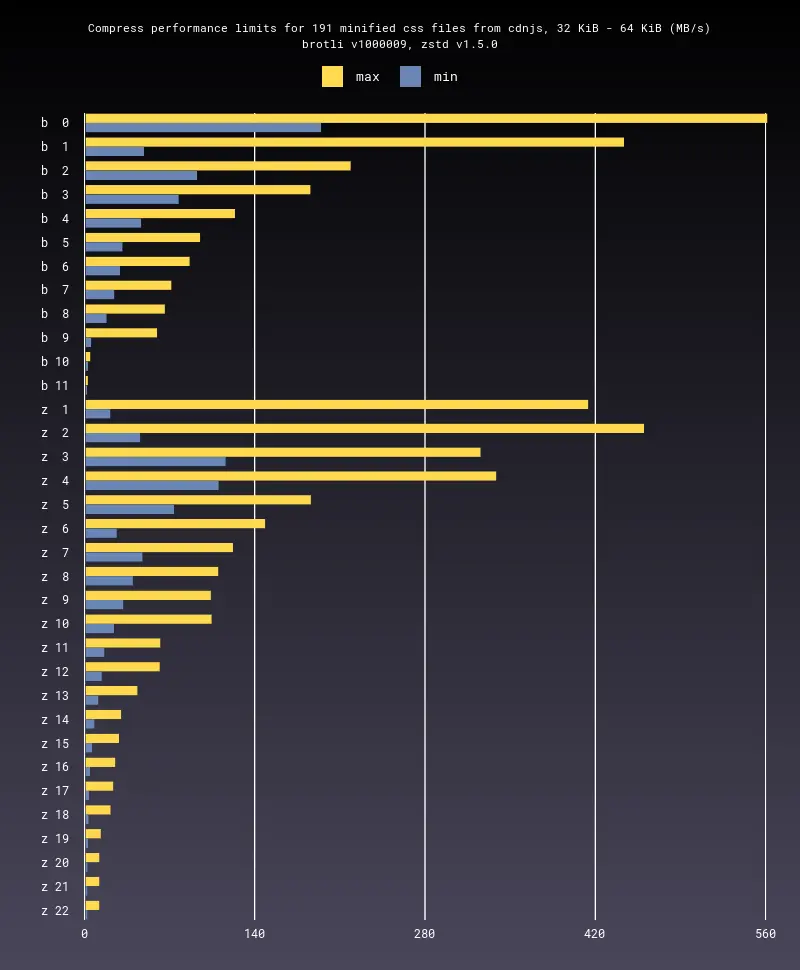 Compress performance limits for 191 minified css files from cdnjs, 32 KiB - 64 KiB (MB/s)
brotli v1000009, zstd v1.5.0
max min
b 0
b 1
b 2
b 3
b 4
b 5
b 6
b 7
b 8
b 9
b 10
b 11
z 1
z 2
z 3
z 4
z 5
z 6
z 7
z 8
z 9
z 10
z 11
z 12
z 13
z 14
z 15
z 16
z 17
z 18
z 19
z 20
z 21
z 22
0 140 280 420 560